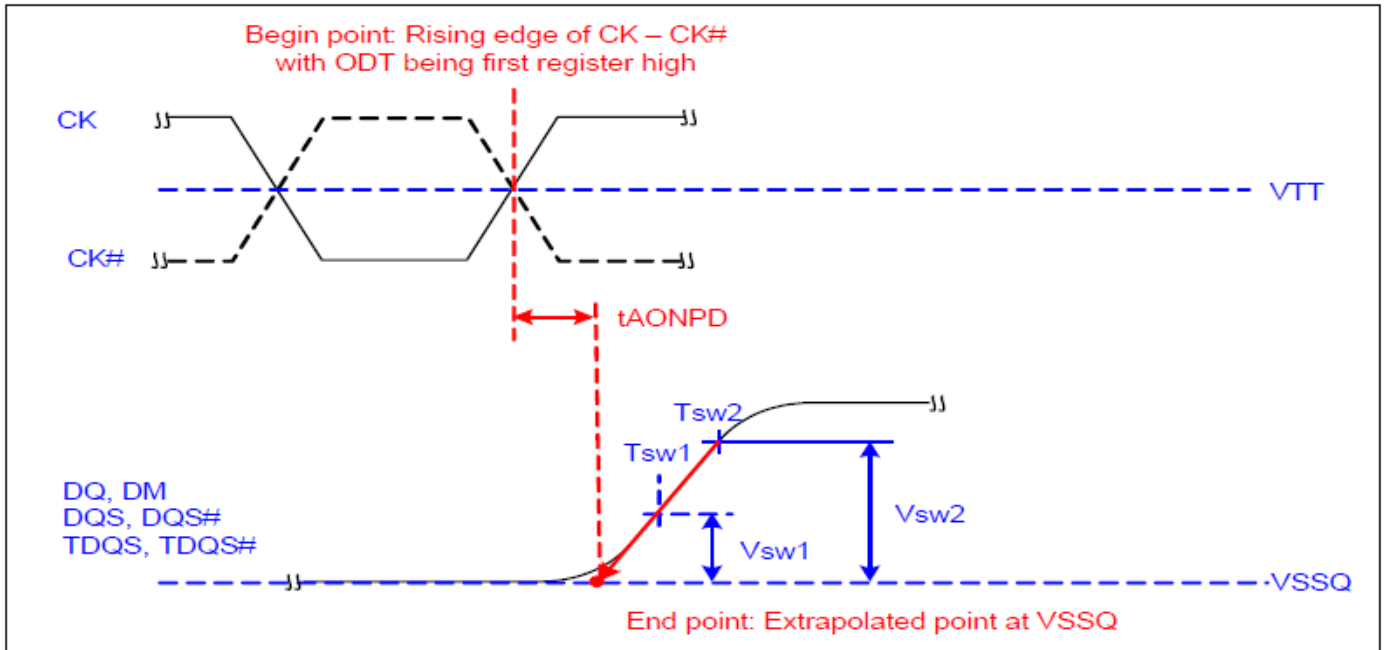 Begin point: Rising edge of CK – CK#
with ODT being first register high
CK
VTT
CK#
tAONPD
Tsw2
Tsw1
DQ, DM
DQS, DQS#
TDQS, TDQS#
Vsw2
Vsw1
VSSQ
End point: Extrapolated point at VSSQ